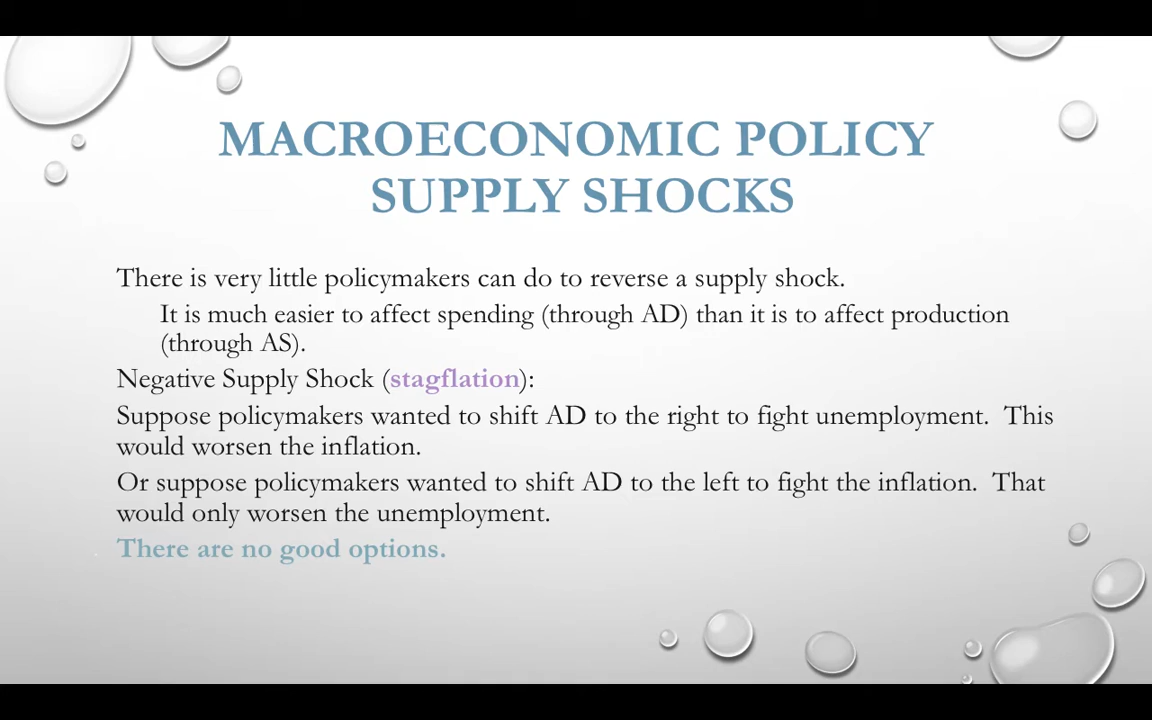 MACROECONOMIC POLICY
SUPPLY SHOCKS
There is very little policymakers can do to reverse a supply shock.
It is much easier to affect spending (through AD) than it is to affect production
(through AS).
Negative Supply Shock (stagflation):
Suppose policymakers wanted to shift AD to the right to fight unemployment.  This
would worsen the inflation.
Or suppose policymakers wanted to shift AD to the left to fight the inflation.  That
would only worsen the unemployment.
There are no good options.